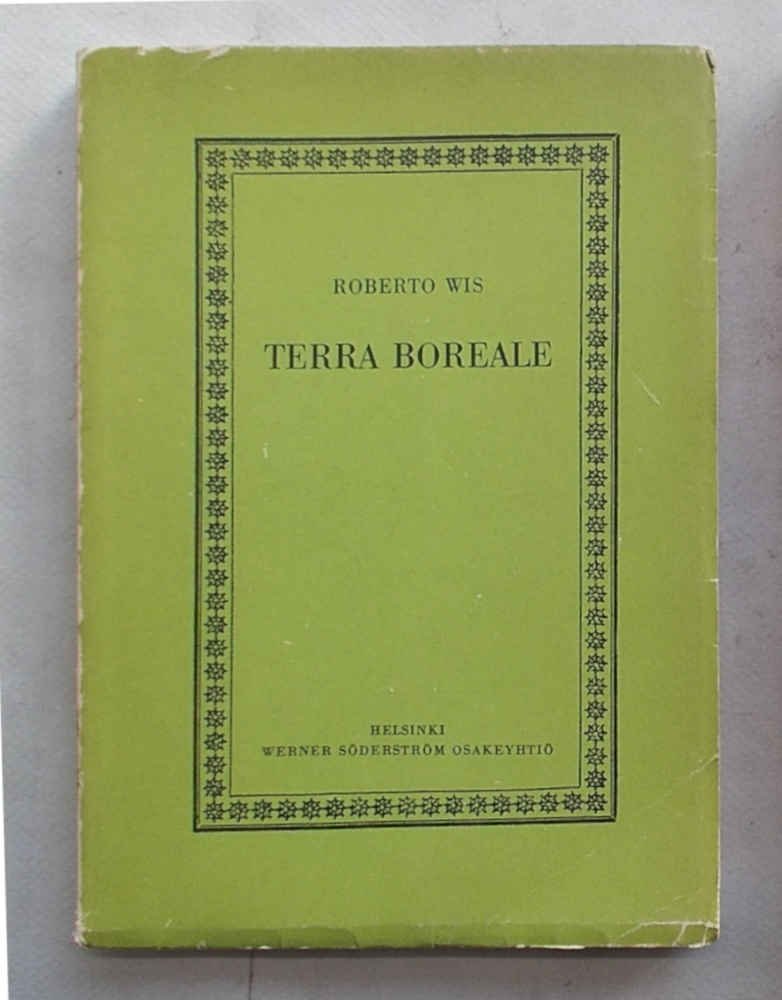 ROBERTO WIS
TERRA BOREALE
HELSINKI
WERNER SÖDERSTRÖM OSAKEYHTIÖ